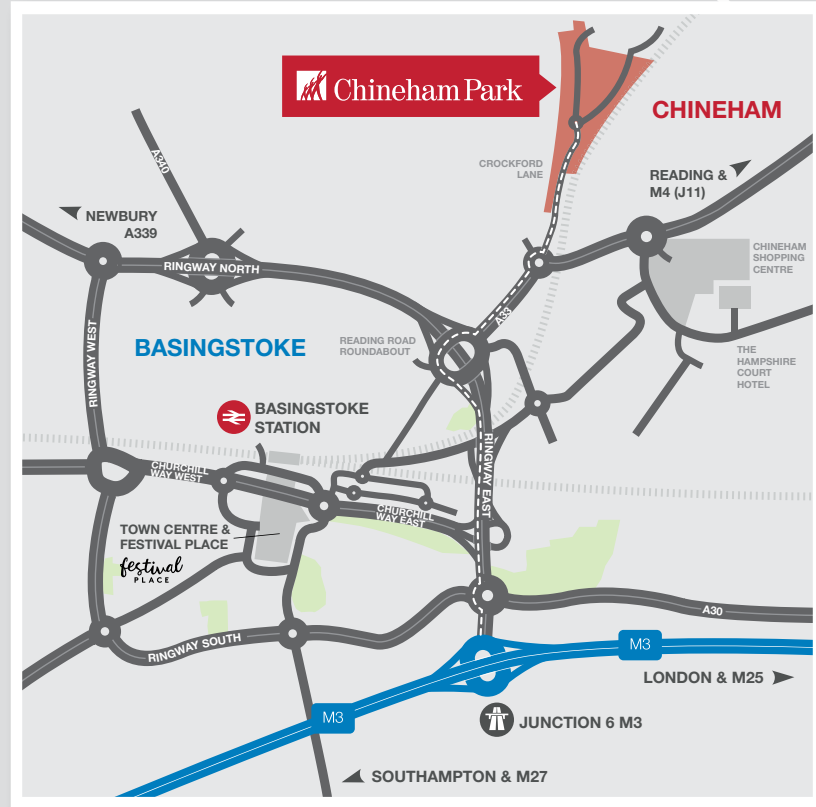 Chineham Park
CHINEHAM
CROCKFORD
LANE
READING &
M4 (J11)
A340
NEWBURY
A339
RINGWAY NORTH
CHINEHAM
SHOPPING
CENTRE
A33
RINGWAY WEST
BASINGSTOKE
READING ROAD
ROUNDABOUT
THE
HAMPSHIRE
COURT
HOTEL
BASINGSTOKE
STATION
RINGWAY EAST
CHURCHILL
WAY WEST
CHURCHILL
WAY EAST
TOWN CENTRE &
FESTIVAL PLACE
festival
PLACE
A30
RINGWAY SOUTH
M3
LONDON & M25
M3
JUNCTION 6 M3
SOUTHAMPTON & M27